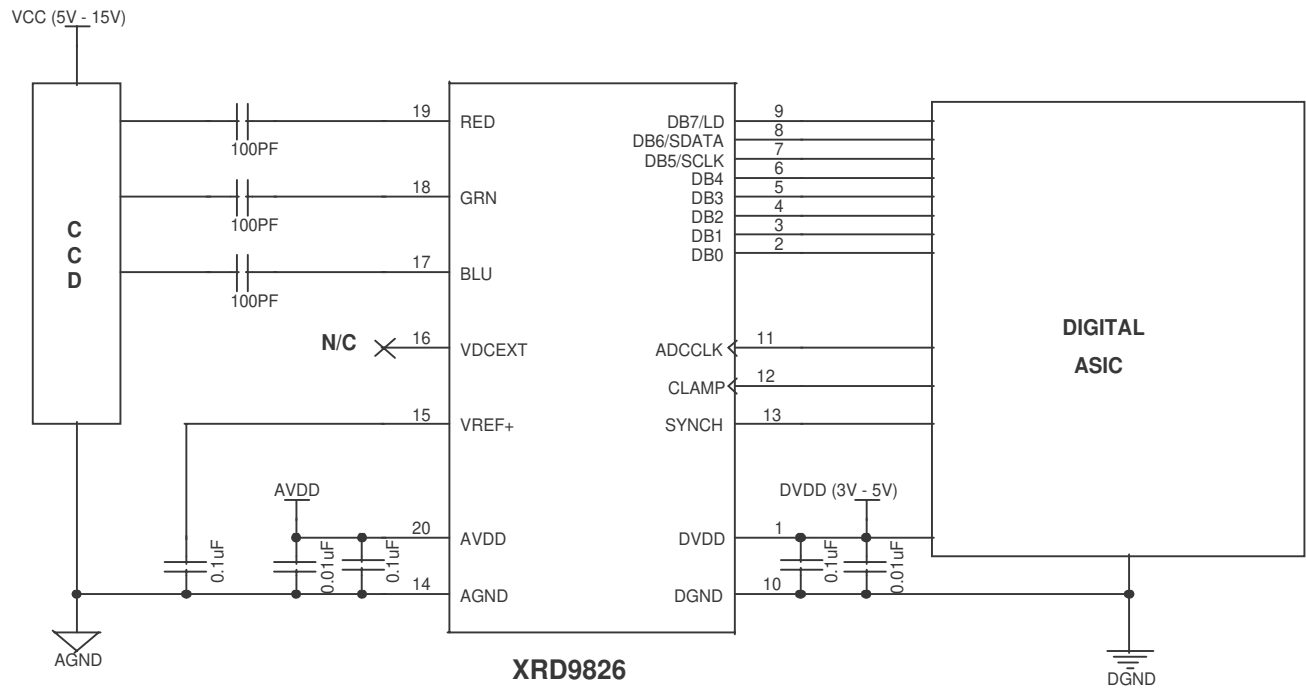 VCC (5V - 15V)
C
C
D
100PF
100PF
100PF
19 RED
18 GRN
17 BLU
N/C 16 VDCEXT
15 VREF+
AVDD
20 AVDD
14 AGND
0.1uF
0.01uF
0.1uF
AGND
DB7/LD 9
DB6/SDATA 8
DB5/SCLK 7
DB4 6
DB3 5
DB2 4
DB1 3
DB0 2
ADCCLK 11
CLAMP 12
SYNCH 13
DVDD (3V - 5V)
DVDD 1
DGND 10
0.1uF
0.01uF
DIGITAL
ASIC
DGND
XRD9826